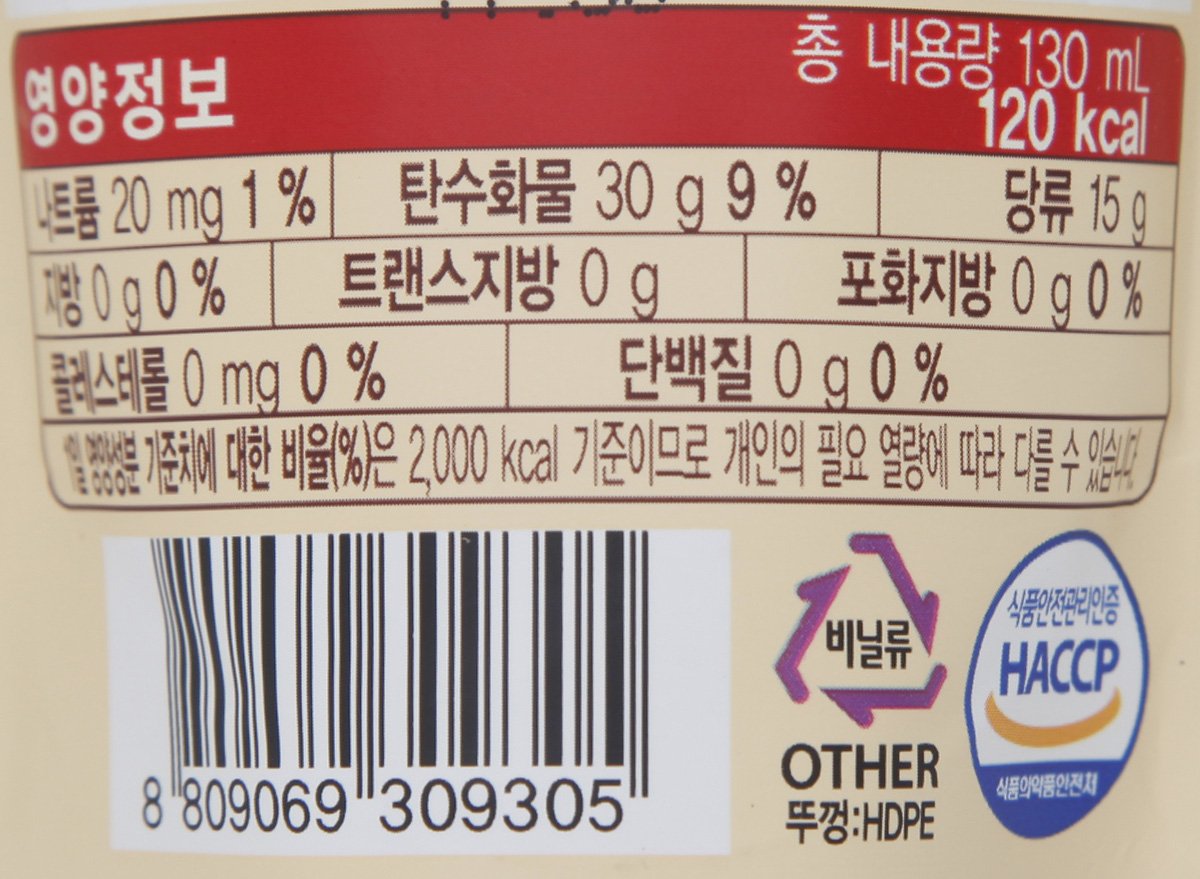 영양정보
총 내용량 130 mL
120 kcal
나트륨 20 mg 1 % 탄수화물 30 g 9 % 당류 15 g
지방 0 g 0 % 트랜스지방 0 g 포화지방 0 g 0 %
콜레스테롤 0 mg 0 % 단백질 0 g 0 %
1일 영양성분 기준치에 대한 비율(%)은 2,000 kcal 기준이므로 개인의 필요 열량에 따라 다를 수 있습니다.
식품안전관리인증
HACCP
식품의약품안전처
비닐류
OTHER
뚜껑:HDPE
8 809069 309305